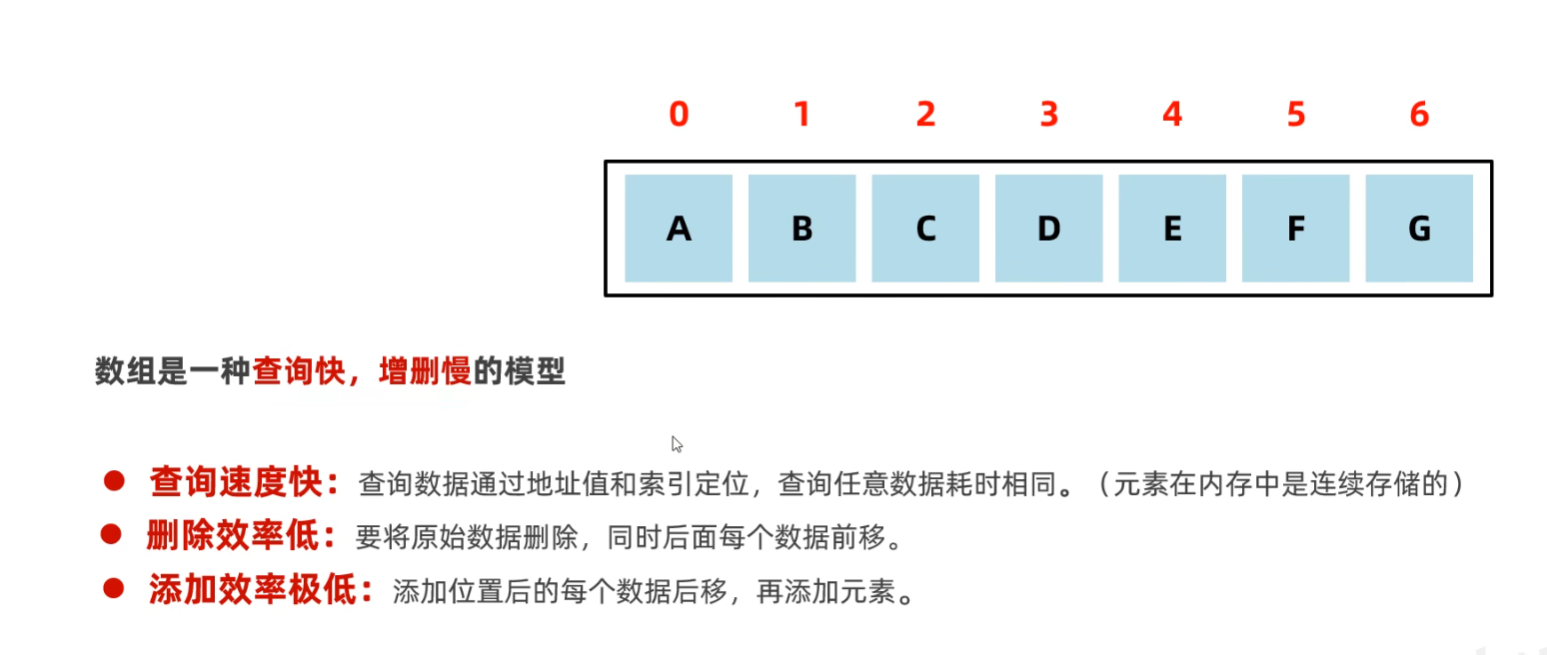 0 1 2 3 4 5 6
A B C D E F G
数组是一种查询快，增删慢的模型
查询速度快：查询数据通过地址值和索引定位，查询任意数据耗时相同。（元素在内存中是连续存储的）
删除效率低：要将原始数据删除，同时后面每个数据前移。
添加效率极低：添加位置后的每个数据后移，再添加元素。